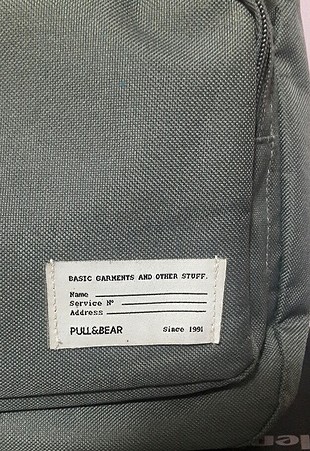 BASIC GARMENTS AND OTHER STUFF.
Name
Service Nº
Address
PULL&BEAR Since 1991